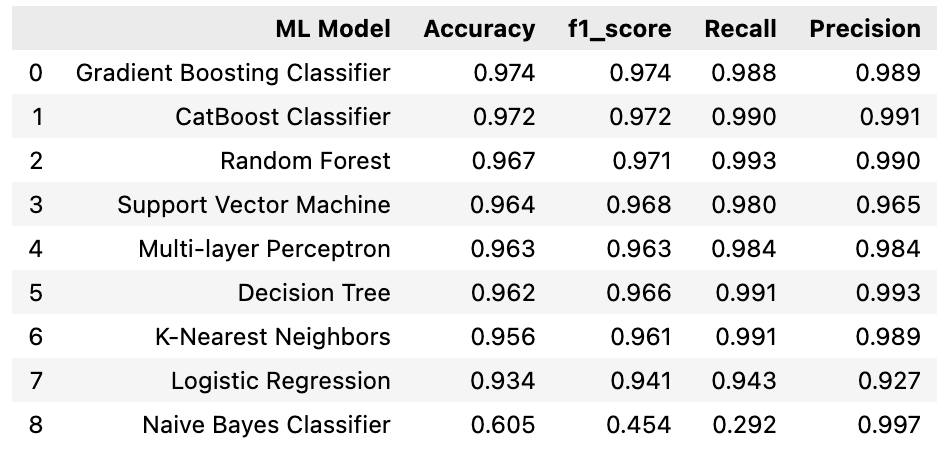 ML Model Accuracy f1_score Recall Precision
0 Gradient Boosting Classifier 0.974 0.974 0.988 0.989
1 CatBoost Classifier 0.972 0.972 0.990 0.991
2 Random Forest 0.967 0.971 0.993 0.990
3 Support Vector Machine 0.964 0.968 0.980 0.965
4 Multi-layer Perceptron 0.963 0.963 0.984 0.984
5 Decision Tree 0.962 0.966 0.991 0.993
6 K-Nearest Neighbors 0.956 0.961 0.991 0.989
7 Logistic Regression 0.934 0.941 0.943 0.927
8 Naive Bayes Classifier 0.605 0.454 0.292 0.997